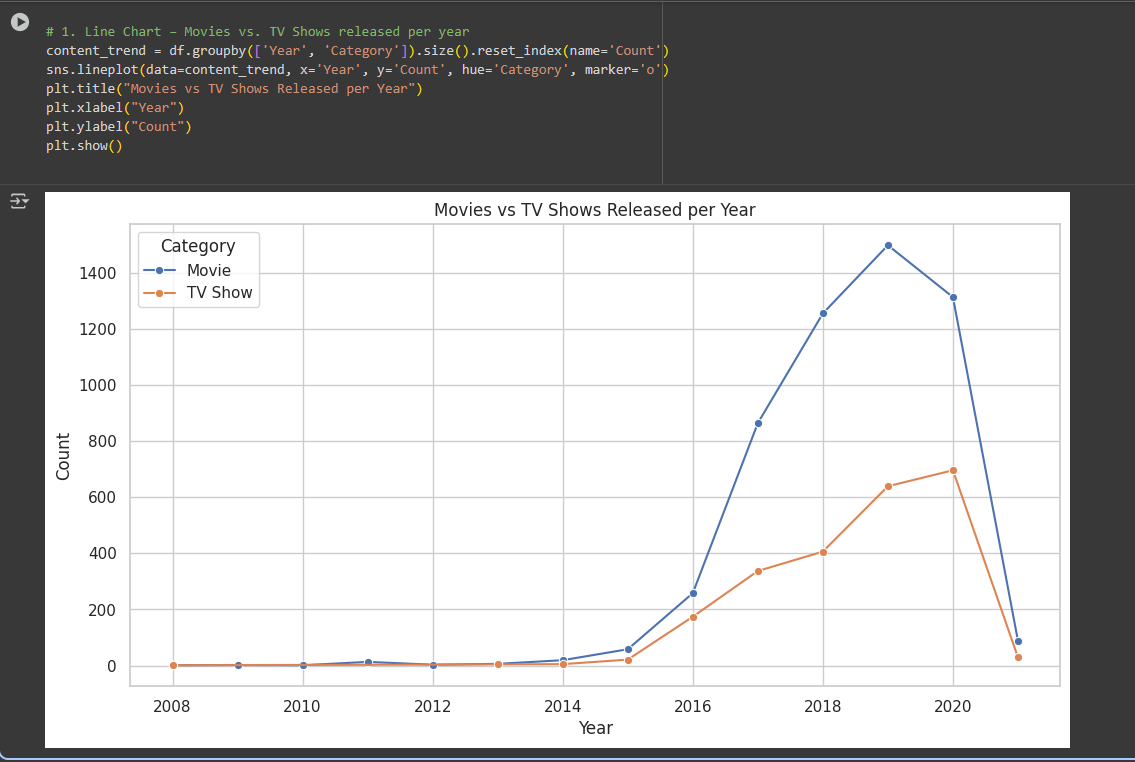 # 1. Line Chart – Movies vs. TV Shows released per year
content_trend = df.groupby(['Year', 'Category']).size().reset_index(name='Count')
sns.lineplot(data=content_trend, x='Year', y='Count', hue='Category', marker='o')
plt.title("Movies vs TV Shows Released per Year")
plt.xlabel("Year")
plt.ylabel("Count")
plt.show()
Movies vs TV Shows Released per Year
Category
Movie
TV Show
1400
1200
1000
800
600
400
200
0
Count
2008 2010 2012 2014 2016 2018 2020
Year